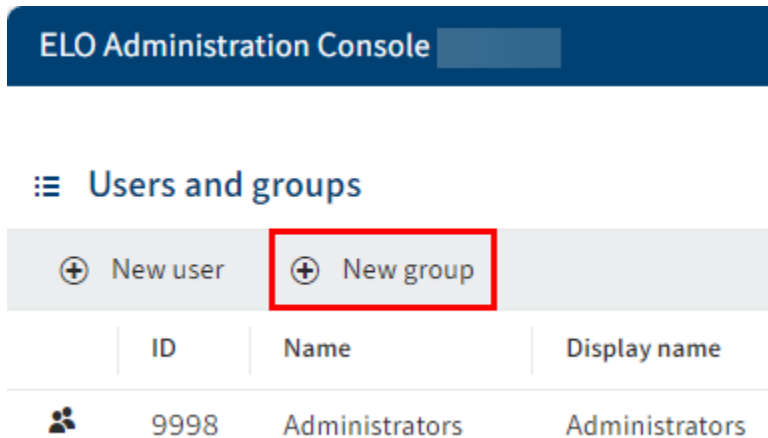 ELO Administration Console
Users and groups
New user New group
ID Name Display name
9998 Administrators Administrators